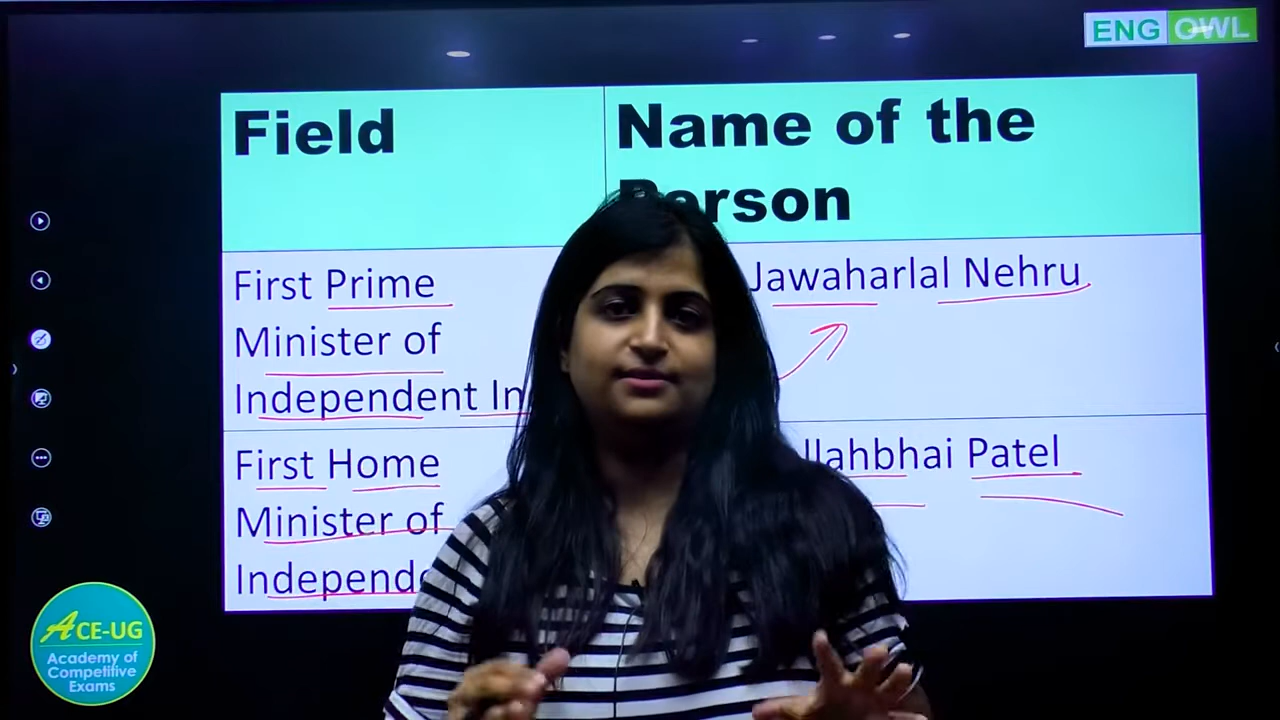 ENG OWL
Field
Name of the
Person
First Prime
Minister of
Independent In
Jawaharlal Nehru
First Home
Minister of
Independe
llahbhai Patel
ACE-UG
Academy of
Competitive
Exams